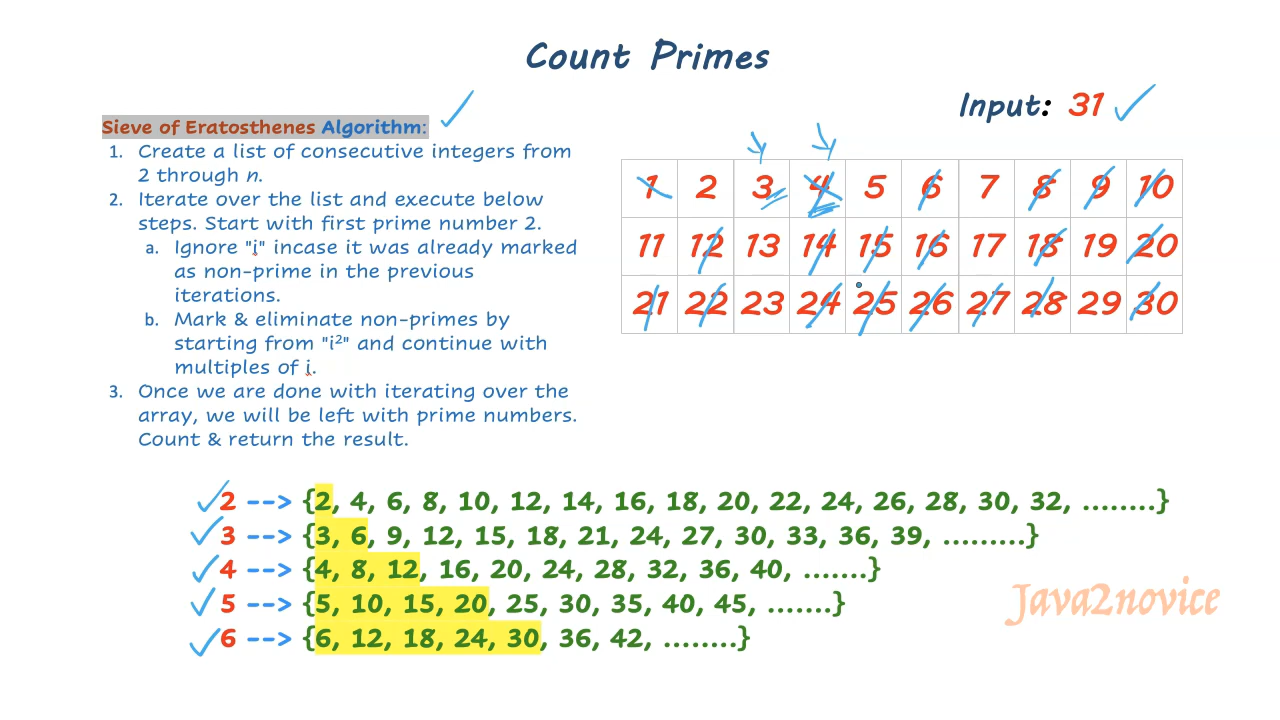 Count Primes
Input: 31
Sieve of Eratosthenes Algorithm:
1. Create a list of consecutive integers from
2 through n.
2. Iterate over the list and execute below
steps. Start with first prime number 2.
a. Ignore "i" incase it was already marked
as non-prime in the previous
iterations.
b. Mark & eliminate non-primes by
starting from "i²" and continue with
multiples of i.
3. Once we are done with iterating over the
array, we will be left with prime numbers.
Count & return the result.
1 2 3 4 5 6 7 8 9 10
11 12 13 14 15 16 17 18 19 20
21 22 23 24 25 26 27 28 29 30
2 --> {2, 4, 6, 8, 10, 12, 14, 16, 18, 20, 22, 24, 26, 28, 30, 32, ........}
3 --> {3, 6, 9, 12, 15, 18, 21, 24, 27, 30, 33, 36, 39, .........}
4 --> {4, 8, 12, 16, 20, 24, 28, 32, 36, 40, .......}
5 --> {5, 10, 15, 20, 25, 30, 35, 40, 45, .......}
6 --> {6, 12, 18, 24, 30, 36, 42, ........}
Java2novice